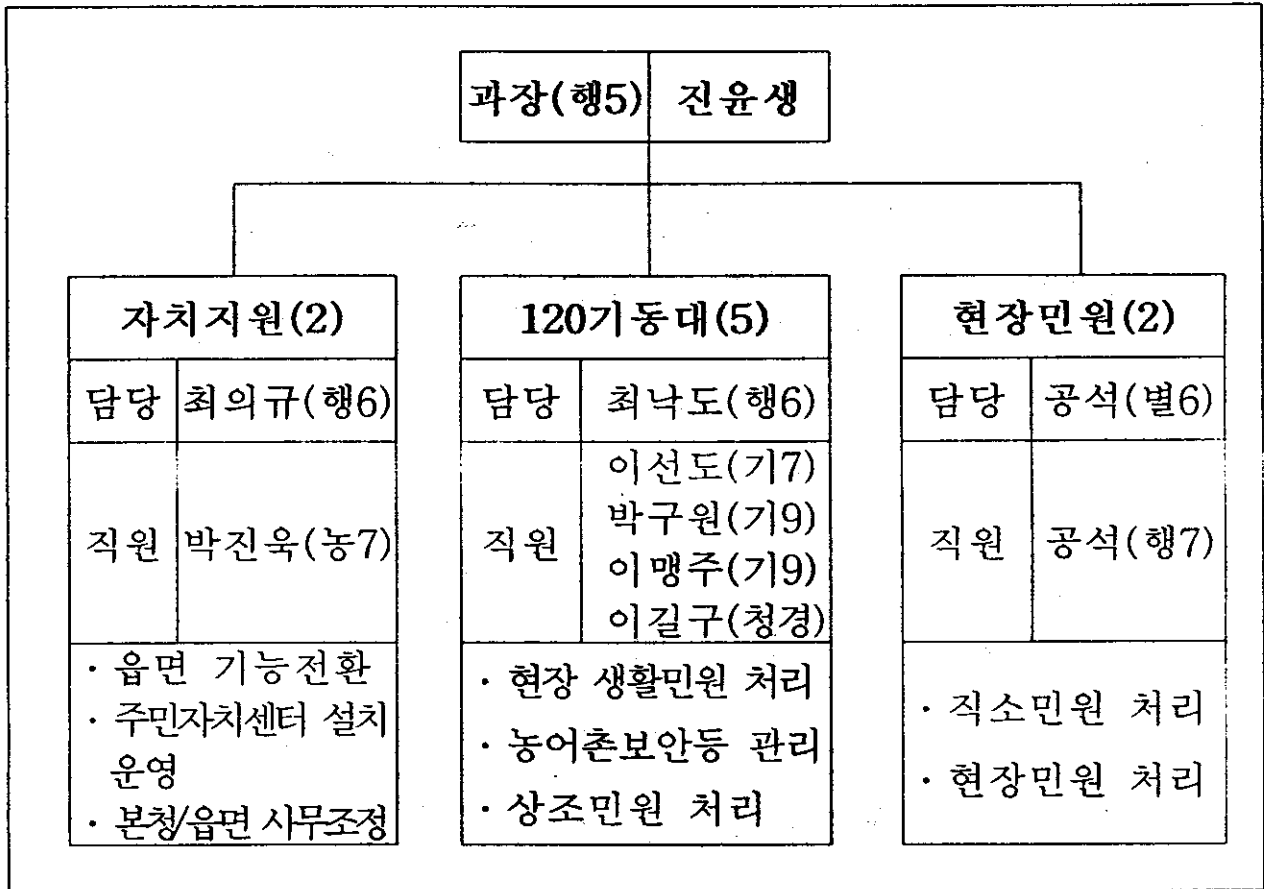 과장(행5) 진윤생
자치지원(2)
담당 최의규(행6)
직원 박진욱(농7)
· 읍면 기능전환
· 주민자치센터 설치
운영
· 본청/읍면 사무조정
120기동대(5)
담당 최낙도(행6)
직원
이선도(기7)
박구원(기9)
이맹주(기9)
이길구(청경)
· 현장 생활민원 처리
· 농어촌보안등 관리
· 상조민원 처리
현장민원(2)
담당 공석(별6)
직원 공석(행7)
· 직소민원 처리
· 현장민원 처리